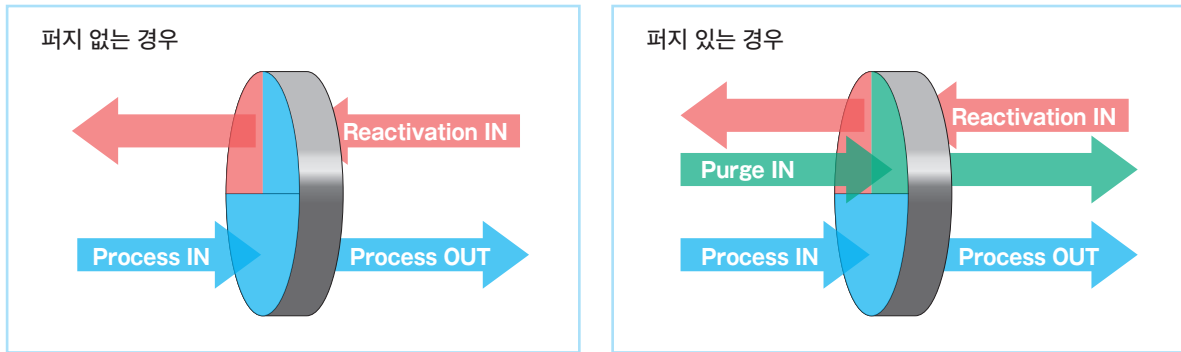 퍼지 없는 경우
Reactivation IN
Process IN
Process OUT
퍼지 있는 경우
Reactivation IN
Purge IN
Process IN
Process OUT